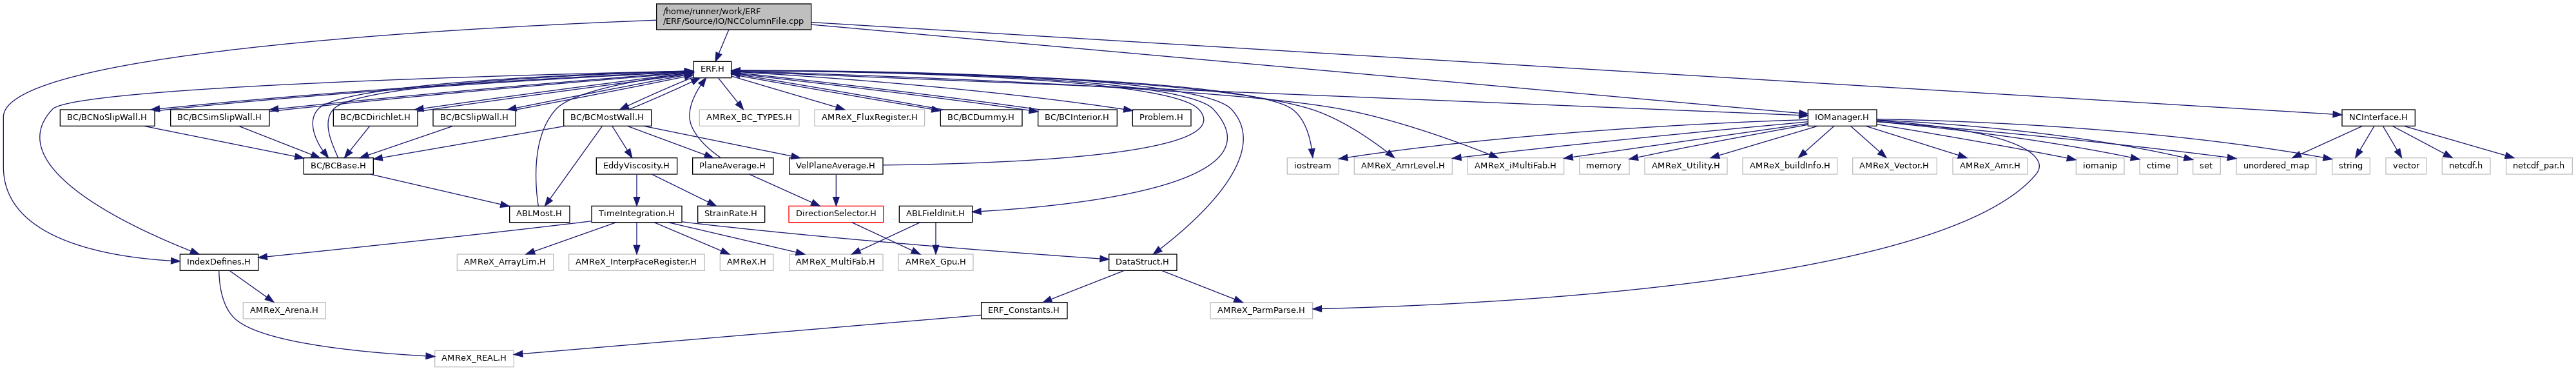 /home/runner/work/ERF
/ERF/Source/IO/NCColumnFile.cpp
ERF.H
BC/BCNoSlipWall.H
BC/BCSimSlipWall.H
BC/BCDirichlet.H
BC/BCSlipWall.H
BC/BCMostWall.H
AMReX_BC_TYPES.H
AMReX_FluxRegister.H
BC/BCDummy.H
BC/BCInterior.H
Problem.H
IOManager.H
NCInterface.H
BC/BCBase.H
EddyViscosity.H
PlaneAverage.H
VelPlaneAverage.H
iostream
AMReX_AmrLevel.H
AMReX_iMultiFab.H
memory
AMReX_Utility.H
AMReX_buildInfo.H
AMReX_Vector.H
AMReX_Amr.H
iomanip
ctime
set
unordered_map
string
vector
netcdf.h
netcdf_par.h
ABLMost.H
TimeIntegration.H
StrainRate.H
DirectionSelector.H
ABLFieldInit.H
IndexDefines.H
AMReX_ArrayLim.H
AMReX_InterpFaceRegister.H
AMReX.H
AMReX_MultiFab.H
AMReX_Gpu.H
DataStruct.H
AMReX_Arena.H
ERF_Constants.H
AMReX_ParmParse.H
AMReX_REAL.H